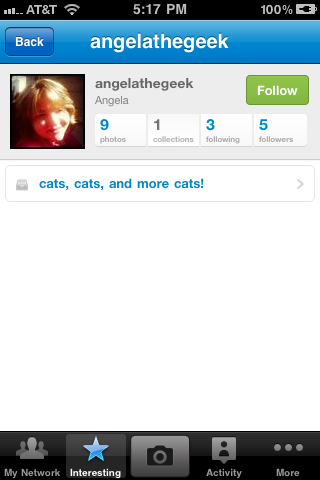 AT&T 5:17 PM 100%
Back angelathegeek
angelathegeek
Angela
Follow
9 1 3 5
photos collections following followers
cats, cats, and more cats!
My Network Interesting Activity More